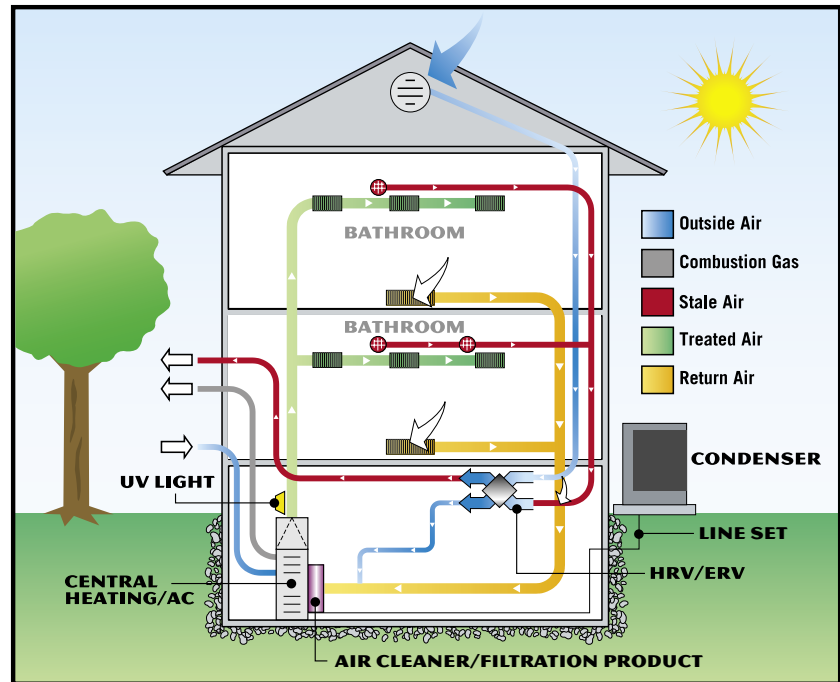 BATHROOM
BATHROOM
Outside Air
Combustion Gas
Stale Air
Treated Air
Return Air
CONDENSER
UV LIGHT
LINE SET
HRV/ERV
CENTRAL
HEATING/AC
AIR CLEANER/FILTRATION PRODUCT